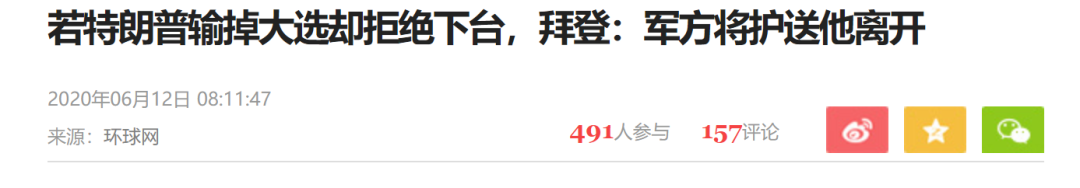 若特朗普输掉大选却拒绝下台，拜登：军方将护送他离开
2020年06月12日 08:11:47
来源：环球网
491人参与 157评论